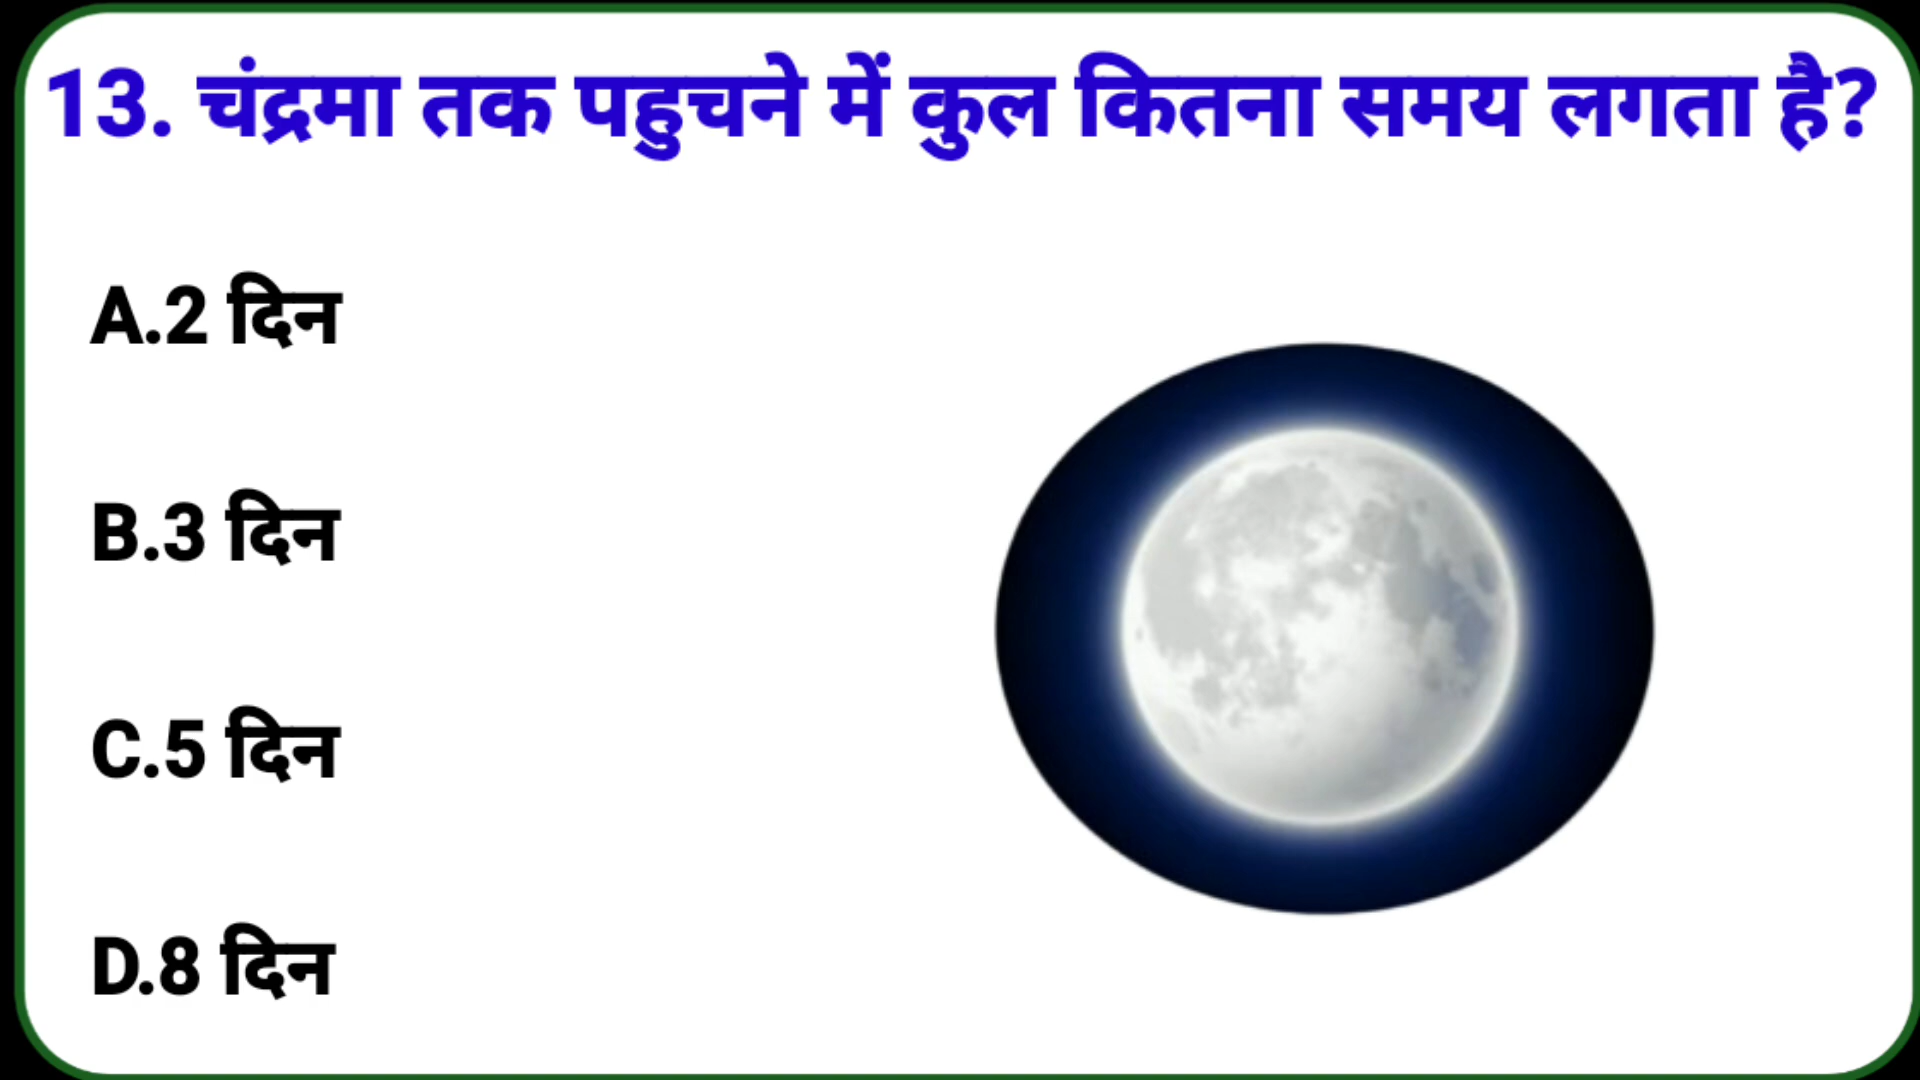 13. चंद्रमा तक पहुचने में कुल कितना समय लगता है?
A.2 दिन
B.3 दिन
C.5 दिन
D.8 दिन